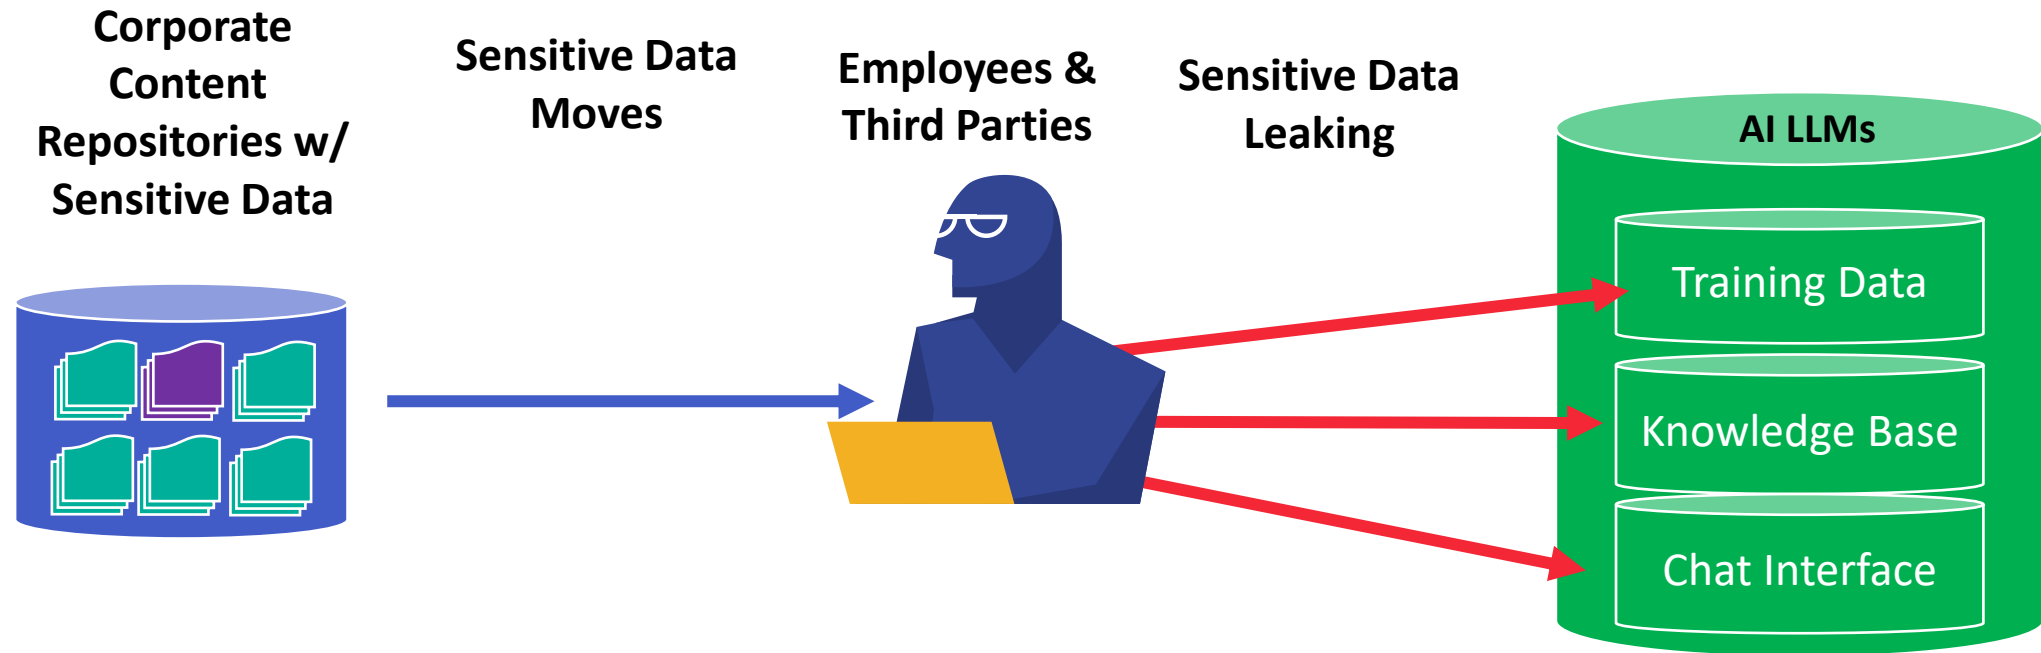 Corporate
Content
Repositories w/
Sensitive Data
Sensitive Data
Moves
Employees &
Third Parties
Sensitive Data
Leaking
AI LLMs
Training Data
Knowledge Base
Chat Interface